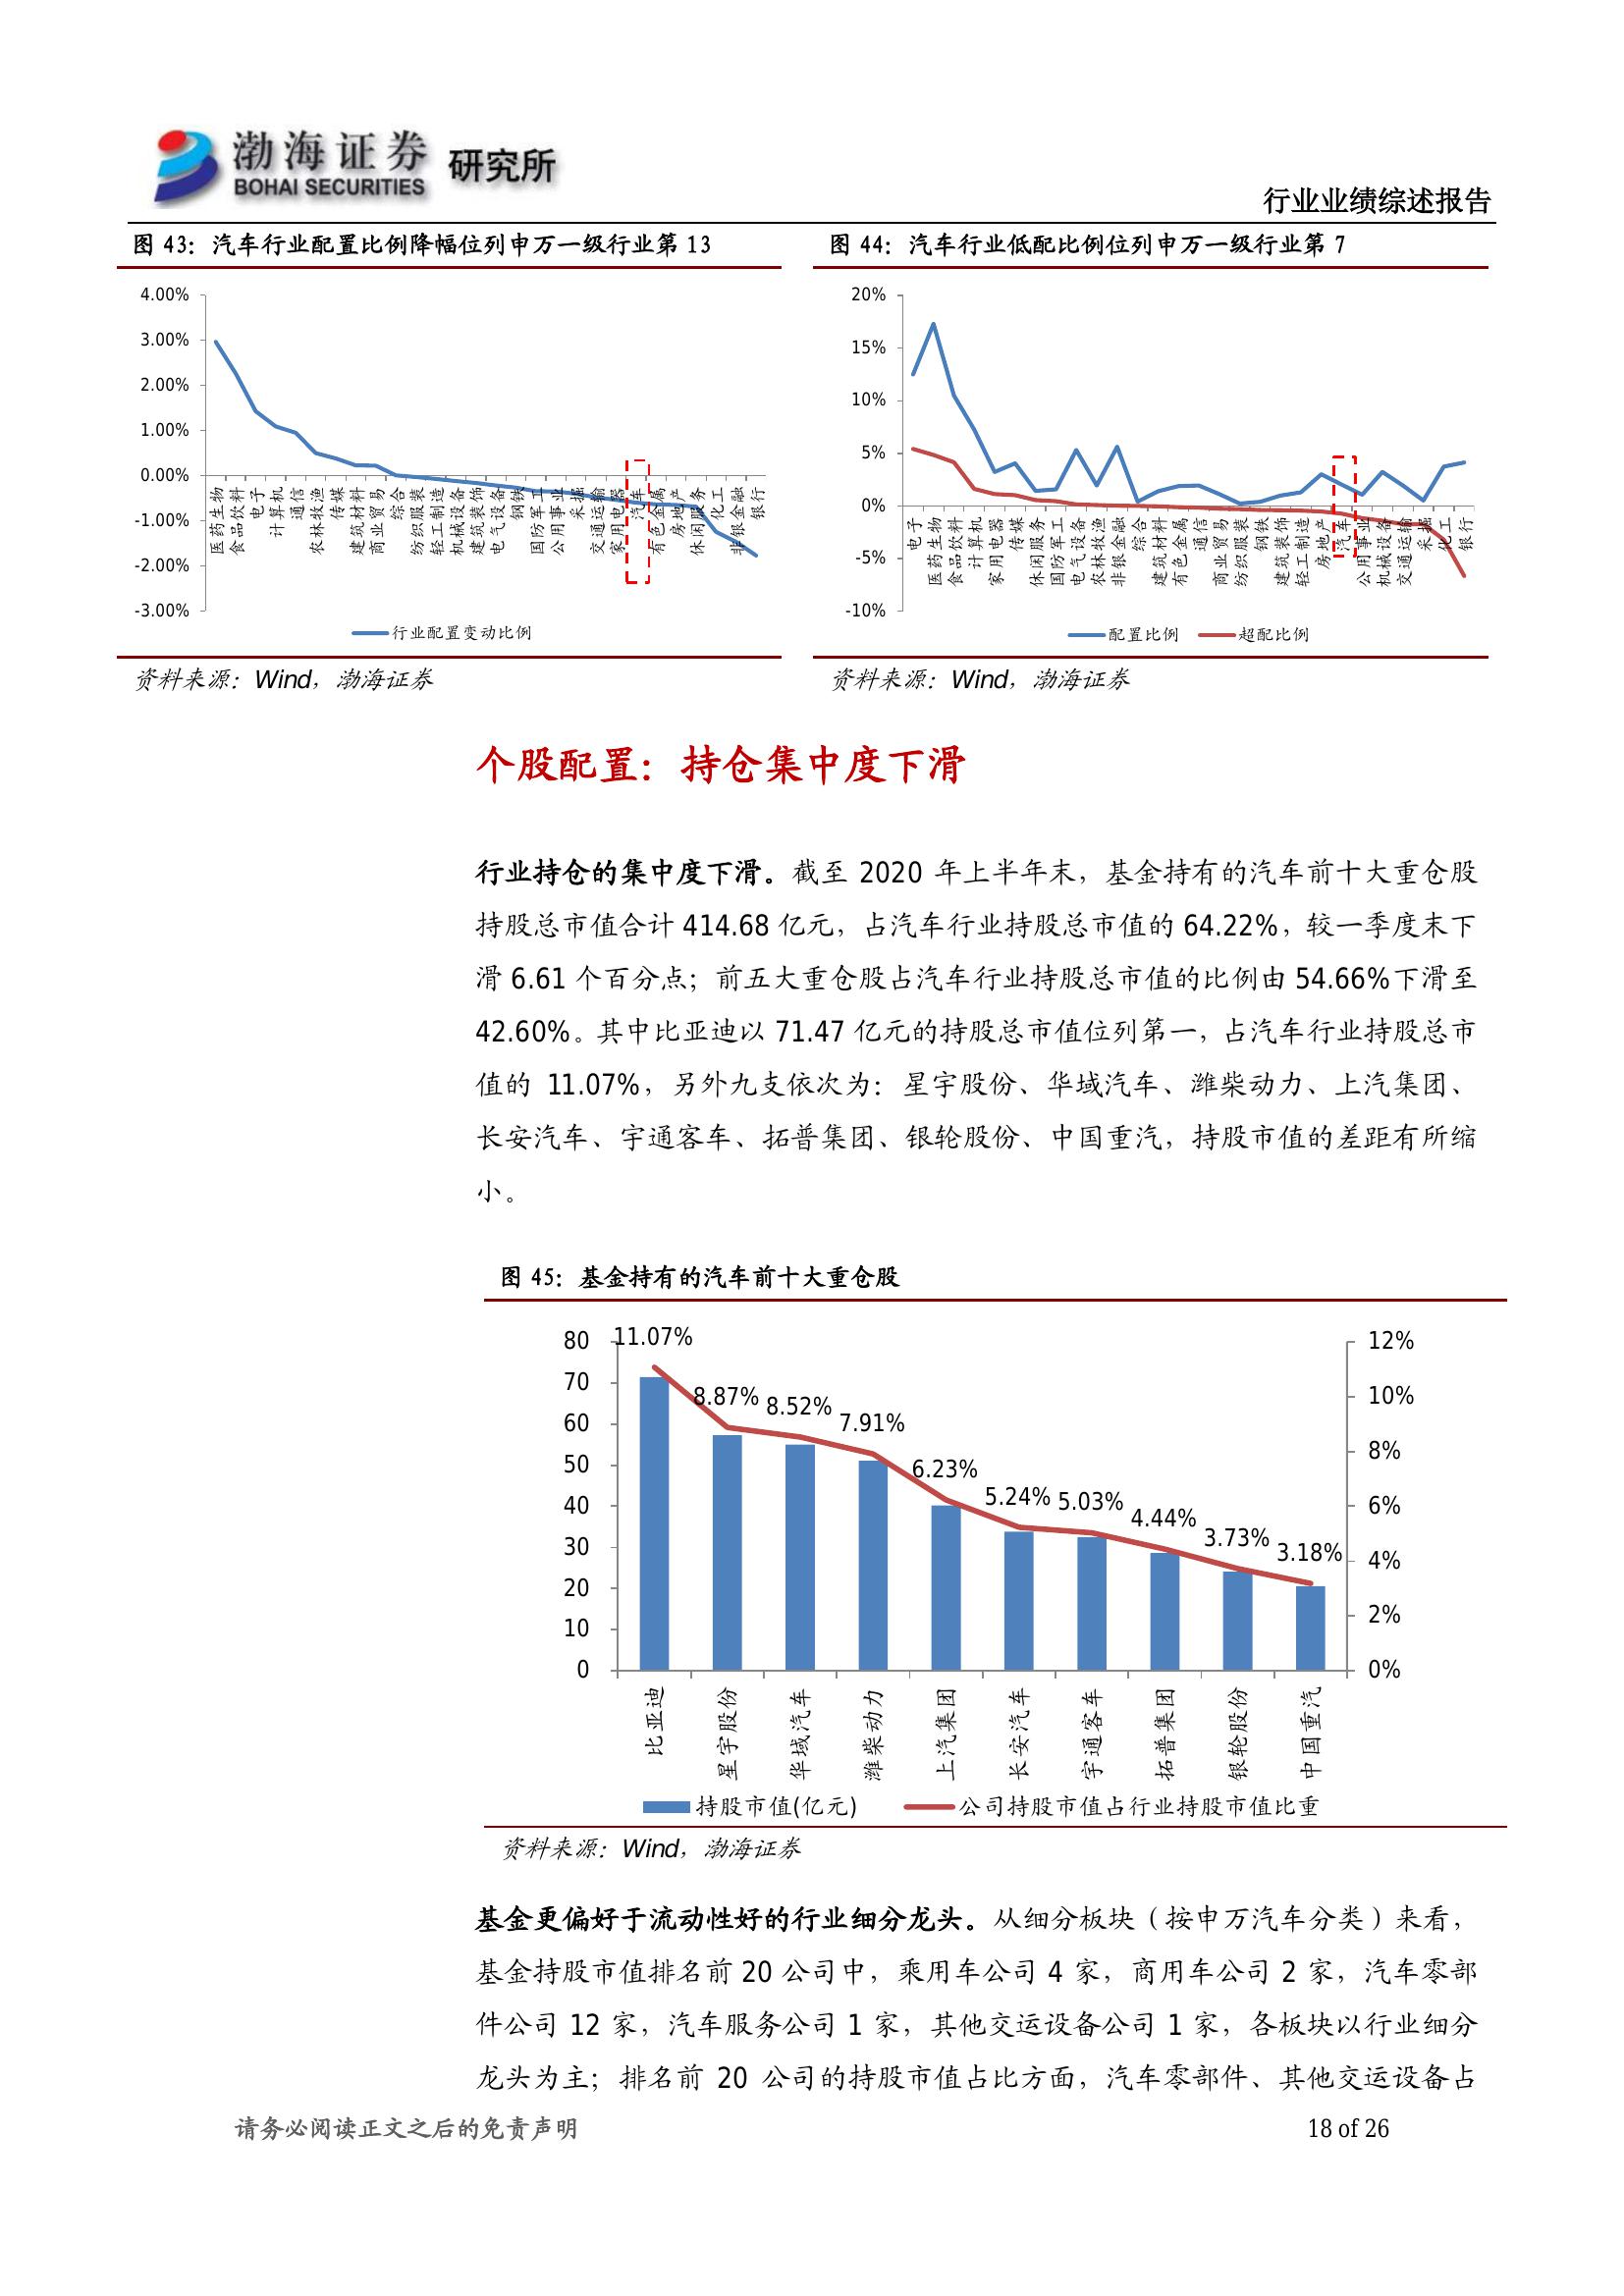 渤海证券 研究所
BOHAI SECURITIES
行业业绩综述报告
图 43：汽车行业配置比例降幅位列申万一级行业第 13
4.00%
3.00%
2.00%
1.00%
0.00%
-1.00%
-2.00%
-3.00%
医药生物
食品饮料
电子
计算机
通信
农林牧渔
传媒
建筑材料
商业贸易
综合
纺织服装
轻工制造
机械设备
建筑装饰
电气设备
钢铁
国防军工
公用事业
采掘
交通运输
家用电器
汽车
有色金属
房地产
休闲服务
化工
非银金融
银行
行业配置变动比例
资料来源：Wind，渤海证券
图 44：汽车行业低配比例位列申万一级行业第 7
20%
15%
10%
5%
0%
-5%
-10%
电子
医药生物
食品饮料
计算机
家用电器
传媒
休闲服务
国防军工
电气设备
农林牧渔
非银金融
综合
建筑材料
有色金属
通信
商业贸易
纺织服装
钢铁
建筑装饰
轻工制造
房地产
汽车
公用事业
机械设备
交通运输
采掘
化工
银行
配置比例 超配比例
资料来源：Wind，渤海证券
个股配置：持仓集中度下滑
行业持仓的集中度下滑。截至 2020 年上半年末，基金持有的汽车前十大重仓股
持股总市值合计 414.68 亿元，占汽车行业持股总市值的 64.22%，较一季度末下
滑 6.61 个百分点；前五大重仓股占汽车行业持股总市值的比例由 54.66%下滑至
42.60%。其中比亚迪以 71.47 亿元的持股总市值位列第一，占汽车行业持股总市
值的 11.07%，另外九支依次为：星宇股份、华域汽车、潍柴动力、上汽集团、
长安汽车、宇通客车、拓普集团、银轮股份、中国重汽，持股市值的差距有所缩
小。
图 45：基金持有的汽车前十大重仓股
80
70
60
50
40
30
20
10
0
11.07%
8.87%
8.52%
7.91%
6.23%
5.24%
5.03%
4.44%
3.73%
3.18%
12%
10%
8%
6%
4%
2%
0%
比亚迪
星宇股份
华域汽车
潍柴动力
上汽集团
长安汽车
宇通客车
拓普集团
银轮股份
中国重汽
持股市值(亿元) 公司持股市值占行业持股市值比重
资料来源：Wind，渤海证券
基金更偏好于流动性好的行业细分龙头。从细分板块（按申万汽车分类）来看，
基金持股市值排名前 20 公司中，乘用车公司 4 家，商用车公司 2 家，汽车零部
件公司 12 家，汽车服务公司 1 家，其他交运设备公司 1 家，各板块以行业细分
龙头为主；排名前 20 公司的持股市值占比方面，汽车零部件、其他交运设备占
请务必阅读正文之后的免责声明
18 of 26